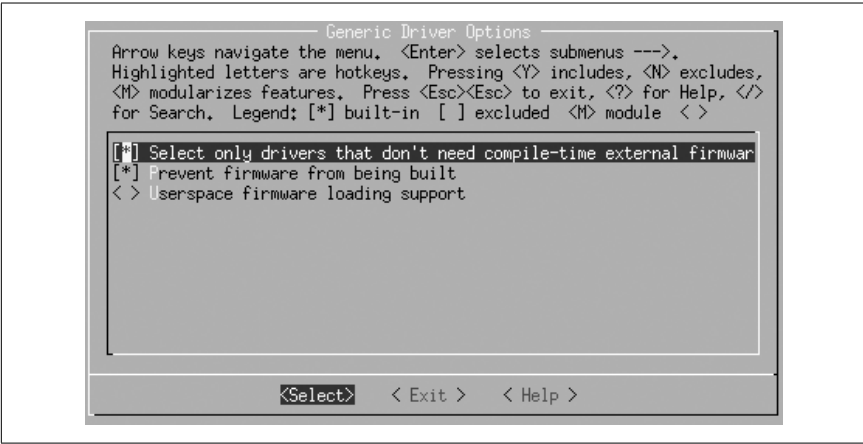 Generic Driver Options
Arrow keys navigate the menu. <Enter> selects submenus --->.
Highlighted letters are hotkeys. Pressing <Y> includes, <N> excludes,
<M> modularizes features. Press <Esc><Esc> to exit, <?> for Help, </>
for Search. Legend: [*] built-in [ ] excluded <M> module < >
[*] Select only drivers that don't need compile-time external firmwar
[*] Prevent firmware from being built
< > Userspace firmware loading support
<Select> < Exit > < Help >